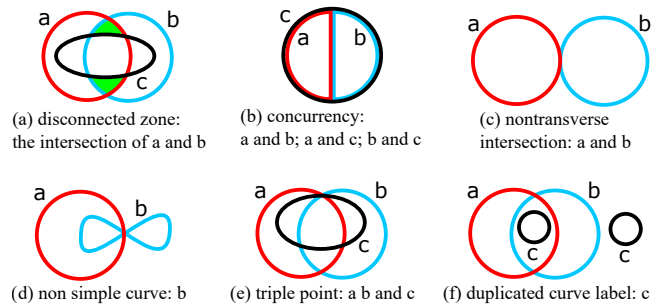 a b
c
(a) disconnected zone:
the intersection of a and b
c
a b
(b) concurrency:
a and b; a and c; b and c
a b
(c) nontransverse
intersection: a and b
a b
(d) non simple curve: b
a b
c
(e) triple point: a b and c
a b
c c
(f) duplicated curve label: c